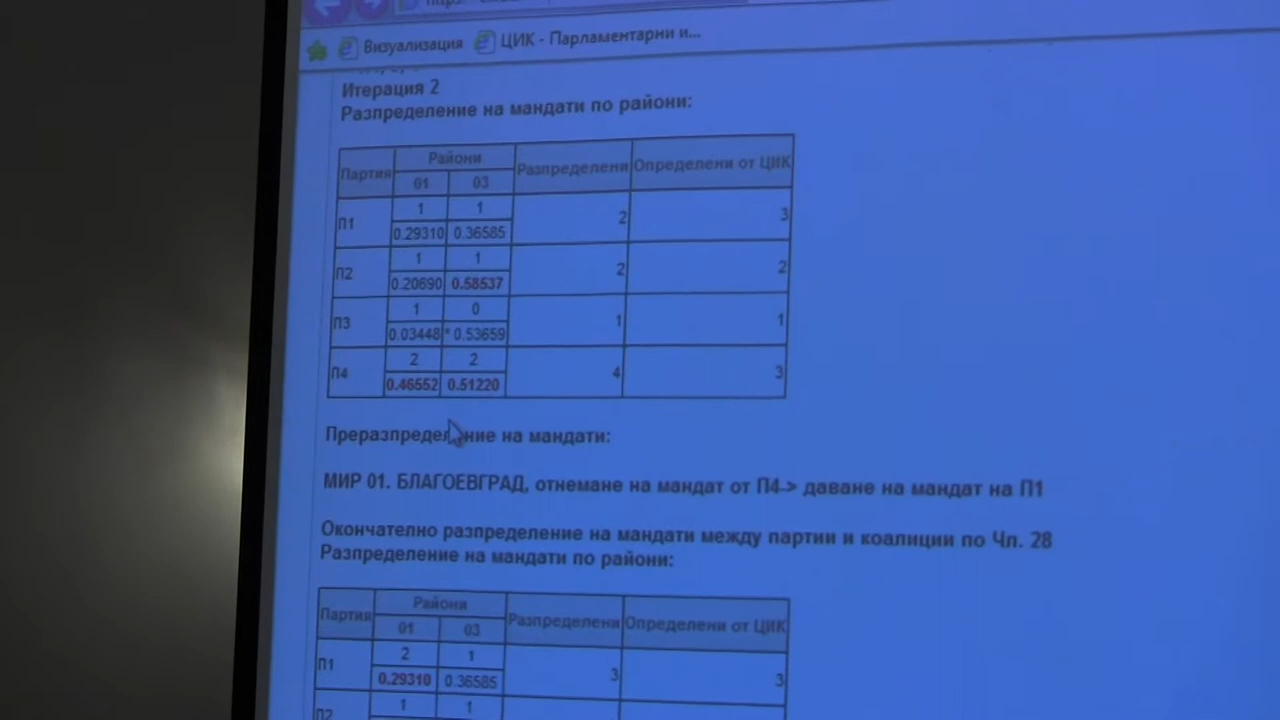 Визуализация ЦИК - Парламентарни и...
Итерация 2
Разпределение на мандати по райони:
Партия Райони Разпределени Определени от ЦИК
01 03
П1 1 1 2 3
0.29310 0.36585
П2 1 1 2 2
0.20690 0.58537
П3 1 0 1 1
0.03448 * 0.53659
П4 2 2 4 3
0.46552 0.51220
Преразпределение на мандати:
МИР 01. БЛАГОЕВГРАД, отнемане на мандат от П4-> даване на мандат на П1
Окончателно разпределение на мандати между партии и коалиции по Чл. 28
Разпределение на мандати по райони:
Партия Райони Разпределени Определени от ЦИК
01 03
П1 2 1 3 3
0.29310 0.36585
П2 1 1